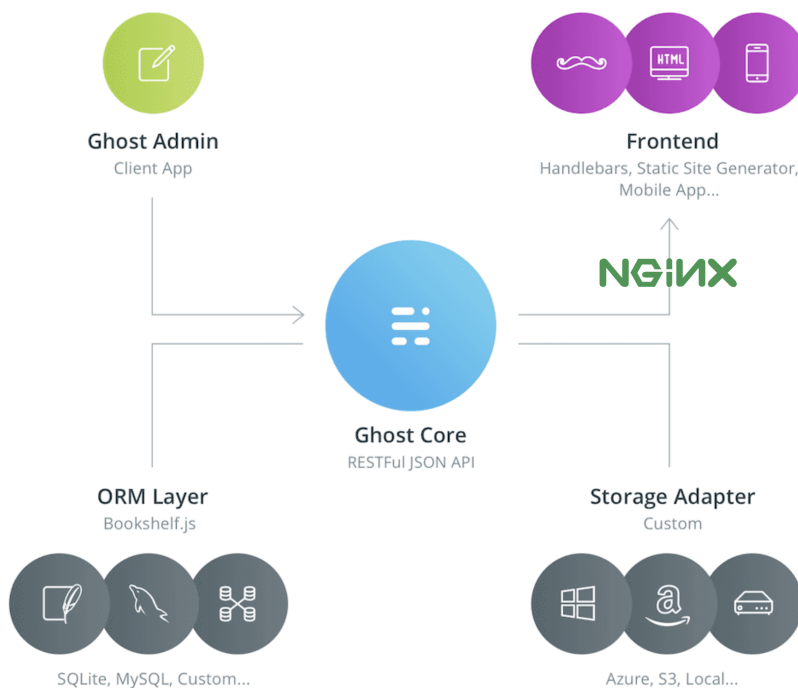 Ghost Admin
Client App
HTML
Frontend
Handlebars, Static Site Generator,
Mobile App...
NGiNX
Ghost Core
RESTFul JSON API
ORM Layer
Bookshelf.js
SQLite, MySQL, Custom...
Storage Adapter
Custom
a
Azure, S3, Local...